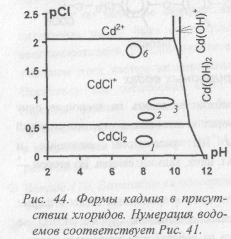 pCl
2.5
2
1.5
1
0.5
0
2 4 6 8 10 12
pH
Cd²⁺
6
CdCl⁺
3
2
CdCl₂
1
Cd(OH)⁺
Cd(OH)₂
Рис. 44. Формы кадмия в присут-
ствии хлоридов. Нумерация водо-
емов соответствует Рис. 41.